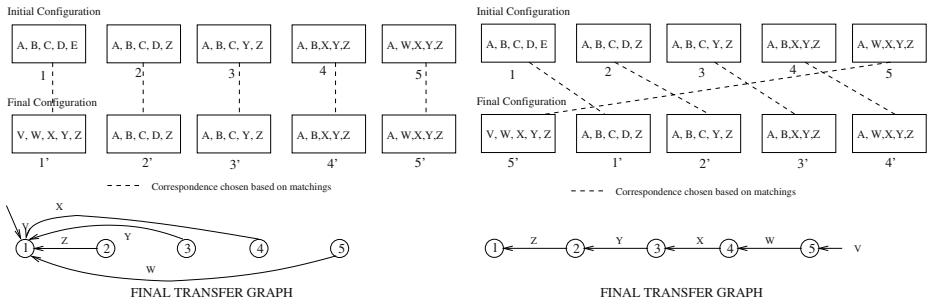 Initial Configuration
A, B, C, D, E
A, B, C, D, Z
A, B, C, Y, Z
A, B,X,Y,Z
A, W,X,Y,Z
1
2
3
4
5
Final Configuration
V, W, X, Y, Z
A, B, C, D, Z
A, B, C, Y, Z
A, B,X,Y,Z
A, W,X,Y,Z
1'
2'
3'
4'
5'
Correspondence chosen based on matchings
X
V
Y
Z
1
2
3
4
5
W
FINAL TRANSFER GRAPH
Initial Configuration
A, B, C, D, E
A, B, C, D, Z
A, B, C, Y, Z
A, B,X,Y,Z
A, W,X,Y,Z
1
2
3
4
5
Final Configuration
V, W, X, Y, Z
A, B, C, D, Z
A, B, C, Y, Z
A, B,X,Y,Z
A, W,X,Y,Z
5'
1'
2'
3'
4'
Correspondence chosen based on matchings
1
Z
2
Y
3
X
4
W
5
V
FINAL TRANSFER GRAPH